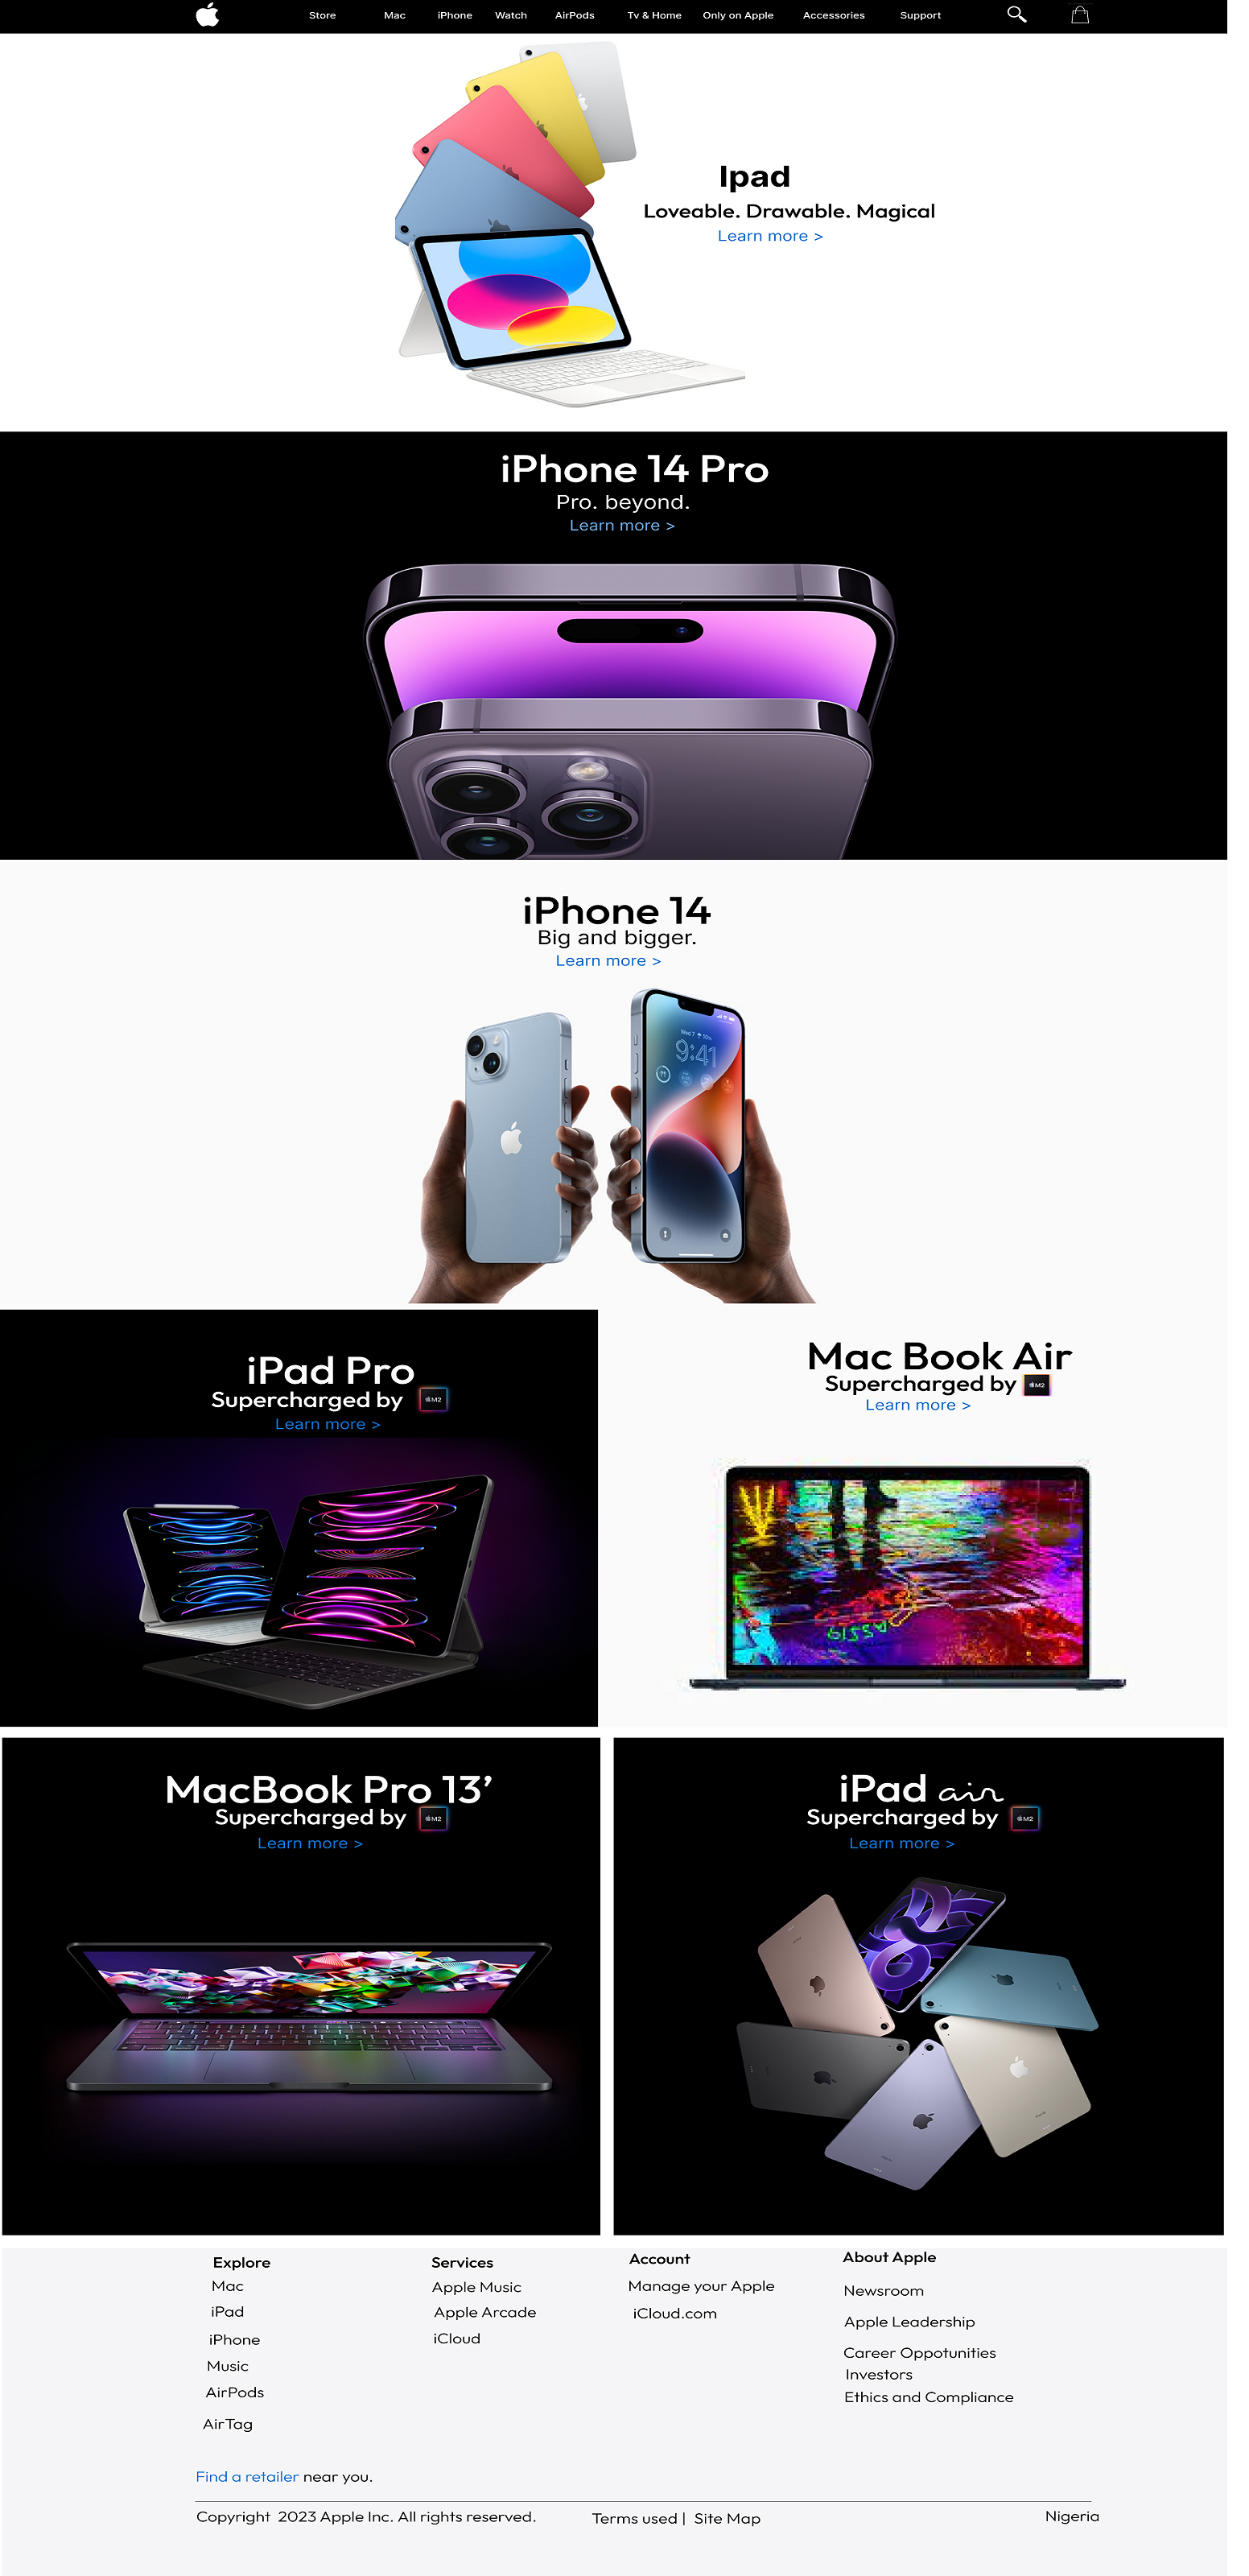 Store Mac iPhone Watch AirPods Tv & Home Only on Apple Accessories Support
Ipad
Loveable. Drawable. Magical
Learn more >
iPhone 14 Pro
Pro. beyond.
Learn more >
iPhone 14
Big and bigger.
Learn more >
Wed 7 10%
9:41
71
iPad Pro
Supercharged by M2
Learn more >
Mac Book Air
Supercharged by M2
Learn more >
MacBook Pro 13’
Supercharged by M2
Learn more >
iPad air
Supercharged by M2
Learn more >
Explore
Mac
iPad
iPhone
Music
AirPods
AirTag
Services
Apple Music
Apple Arcade
iCloud
Account
Manage your Apple
iCloud.com
About Apple
Newsroom
Apple Leadership
Career Oppotunities
Investors
Ethics and Compliance
Find a retailer near you.
Copyright 2023 Apple Inc. All rights reserved.
Terms used | Site Map
Nigeria